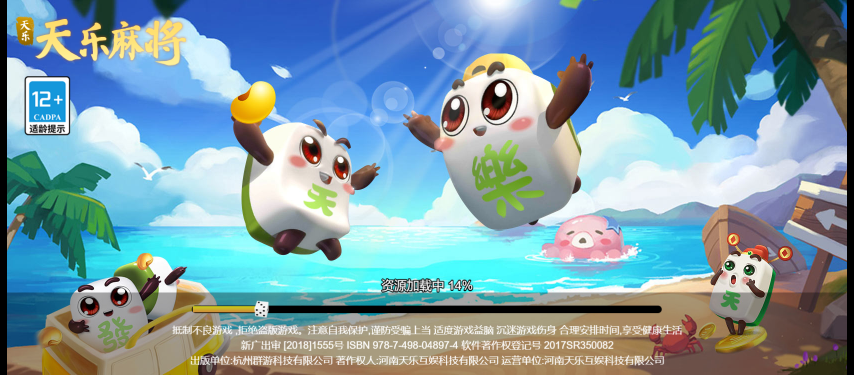 天乐
天乐麻将
12+
CADPA
适龄提示
天
樂
發
天
资源加载中 14%
抵制不良游戏 ,拒绝盗版游戏。注意自我保护,谨防受骗上当 适度游戏益脑 沉迷游戏伤身 合理安排时间,享受健康生活
新广出审 [2018]1555号 ISBN 978-7-498-04897-4 软件著作权登记号 2017SR350082
出版单位:杭州群游科技有限公司 著作权人:河南天乐互娱科技有限公司 运营单位:河南天乐互娱科技有限公司